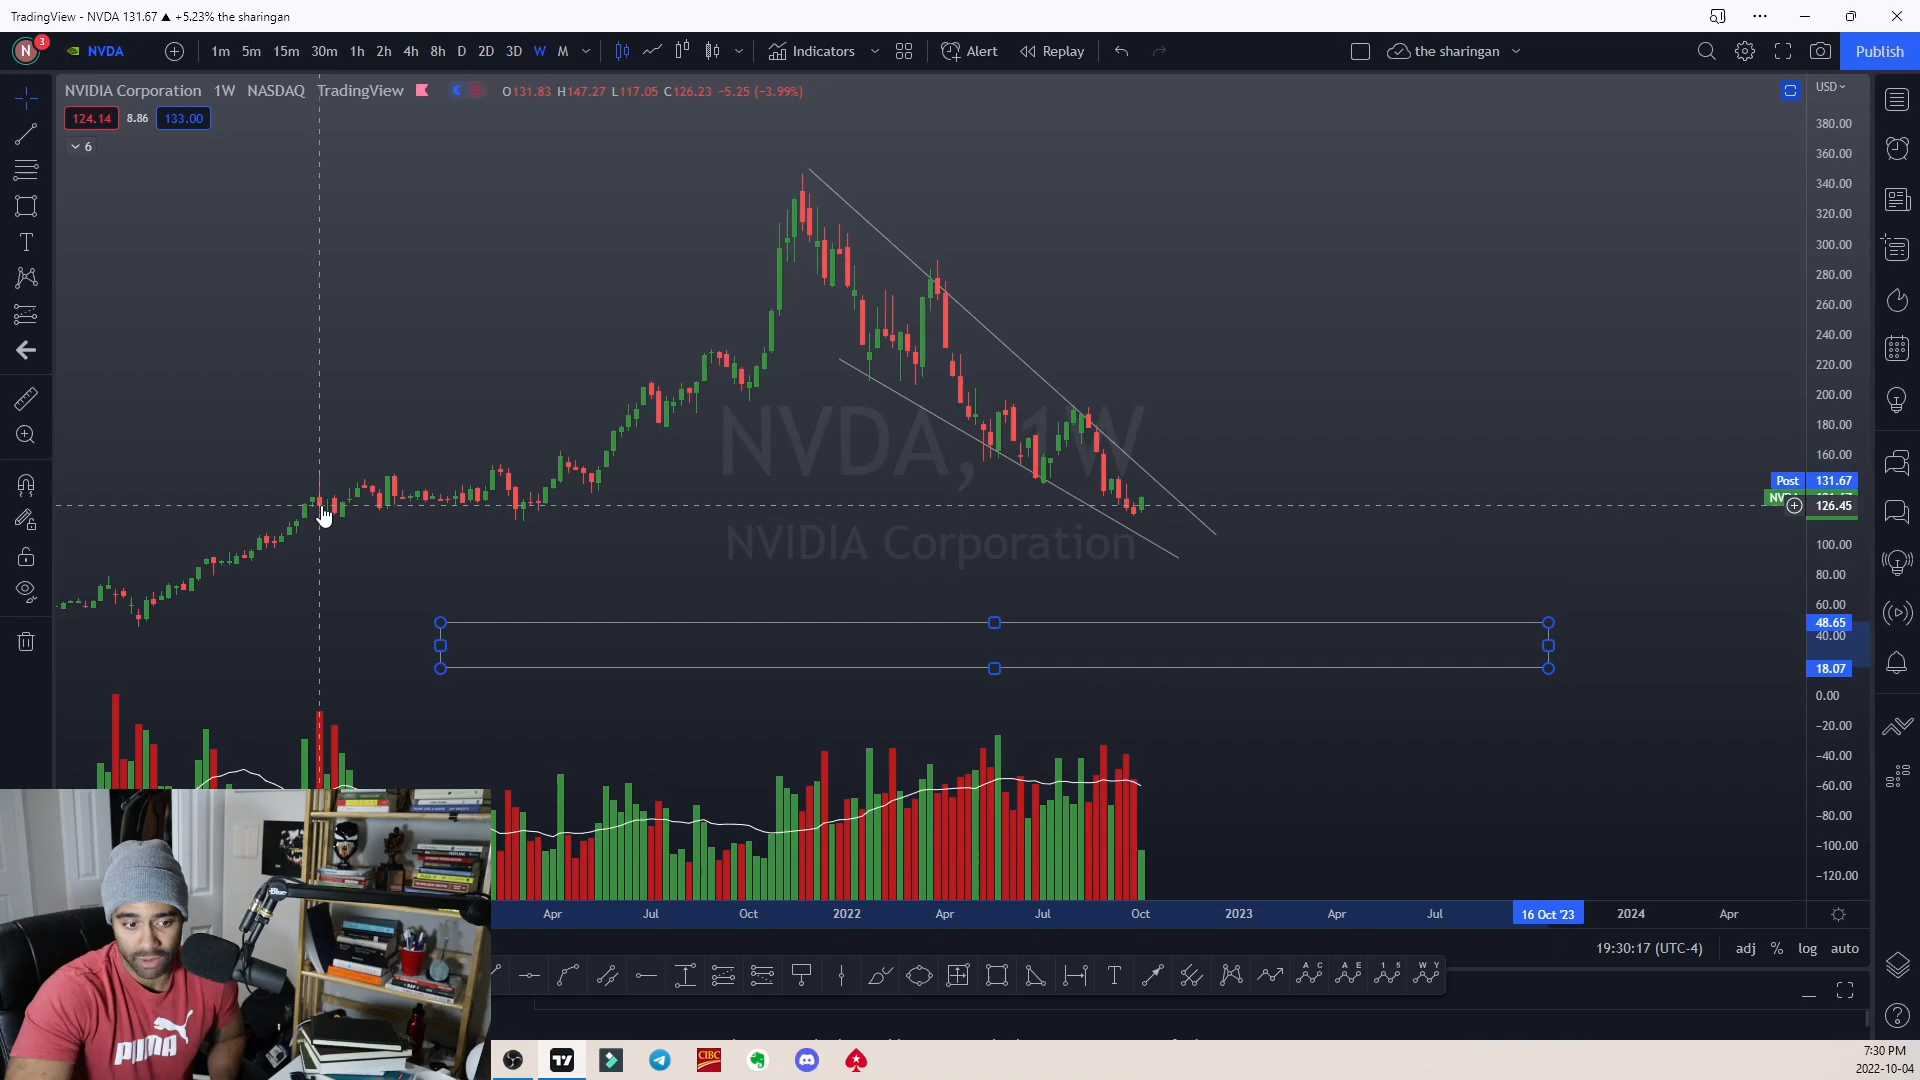 TradingView - NVDA 131.67 ▲ +5.23% the sharingan
N 3 NVDA 1m 5m 15m 30m 1h 2h 4h 8h D 2D 3D W M Indicators Alert Replay the sharingan Publish
NVIDIA Corporation 1W NASDAQ TradingView O131.83 H147.27 L117.05 C126.23 −5.25 (−3.99%)
USD
124.14 8.86 133.00
6
380.00
360.00
340.00
320.00
300.00
280.00
260.00
240.00
220.00
200.00
180.00
160.00
Post 131.67
126.45
100.00
80.00
60.00
48.65
40.00
18.07
0.00
−20.00
−40.00
−60.00
−80.00
−100.00
−120.00
NVDA, 1W
NVIDIA Corporation
Apr Jul Oct 2022 Apr Jul Oct 2023 Apr Jul 16 Oct '23 2024 Apr
19:30:17 (UTC-4) adj % log auto
T
A C
A E
1 5
W Y
Blue
PUMA
CIBC
7:30 PM
2022-10-04